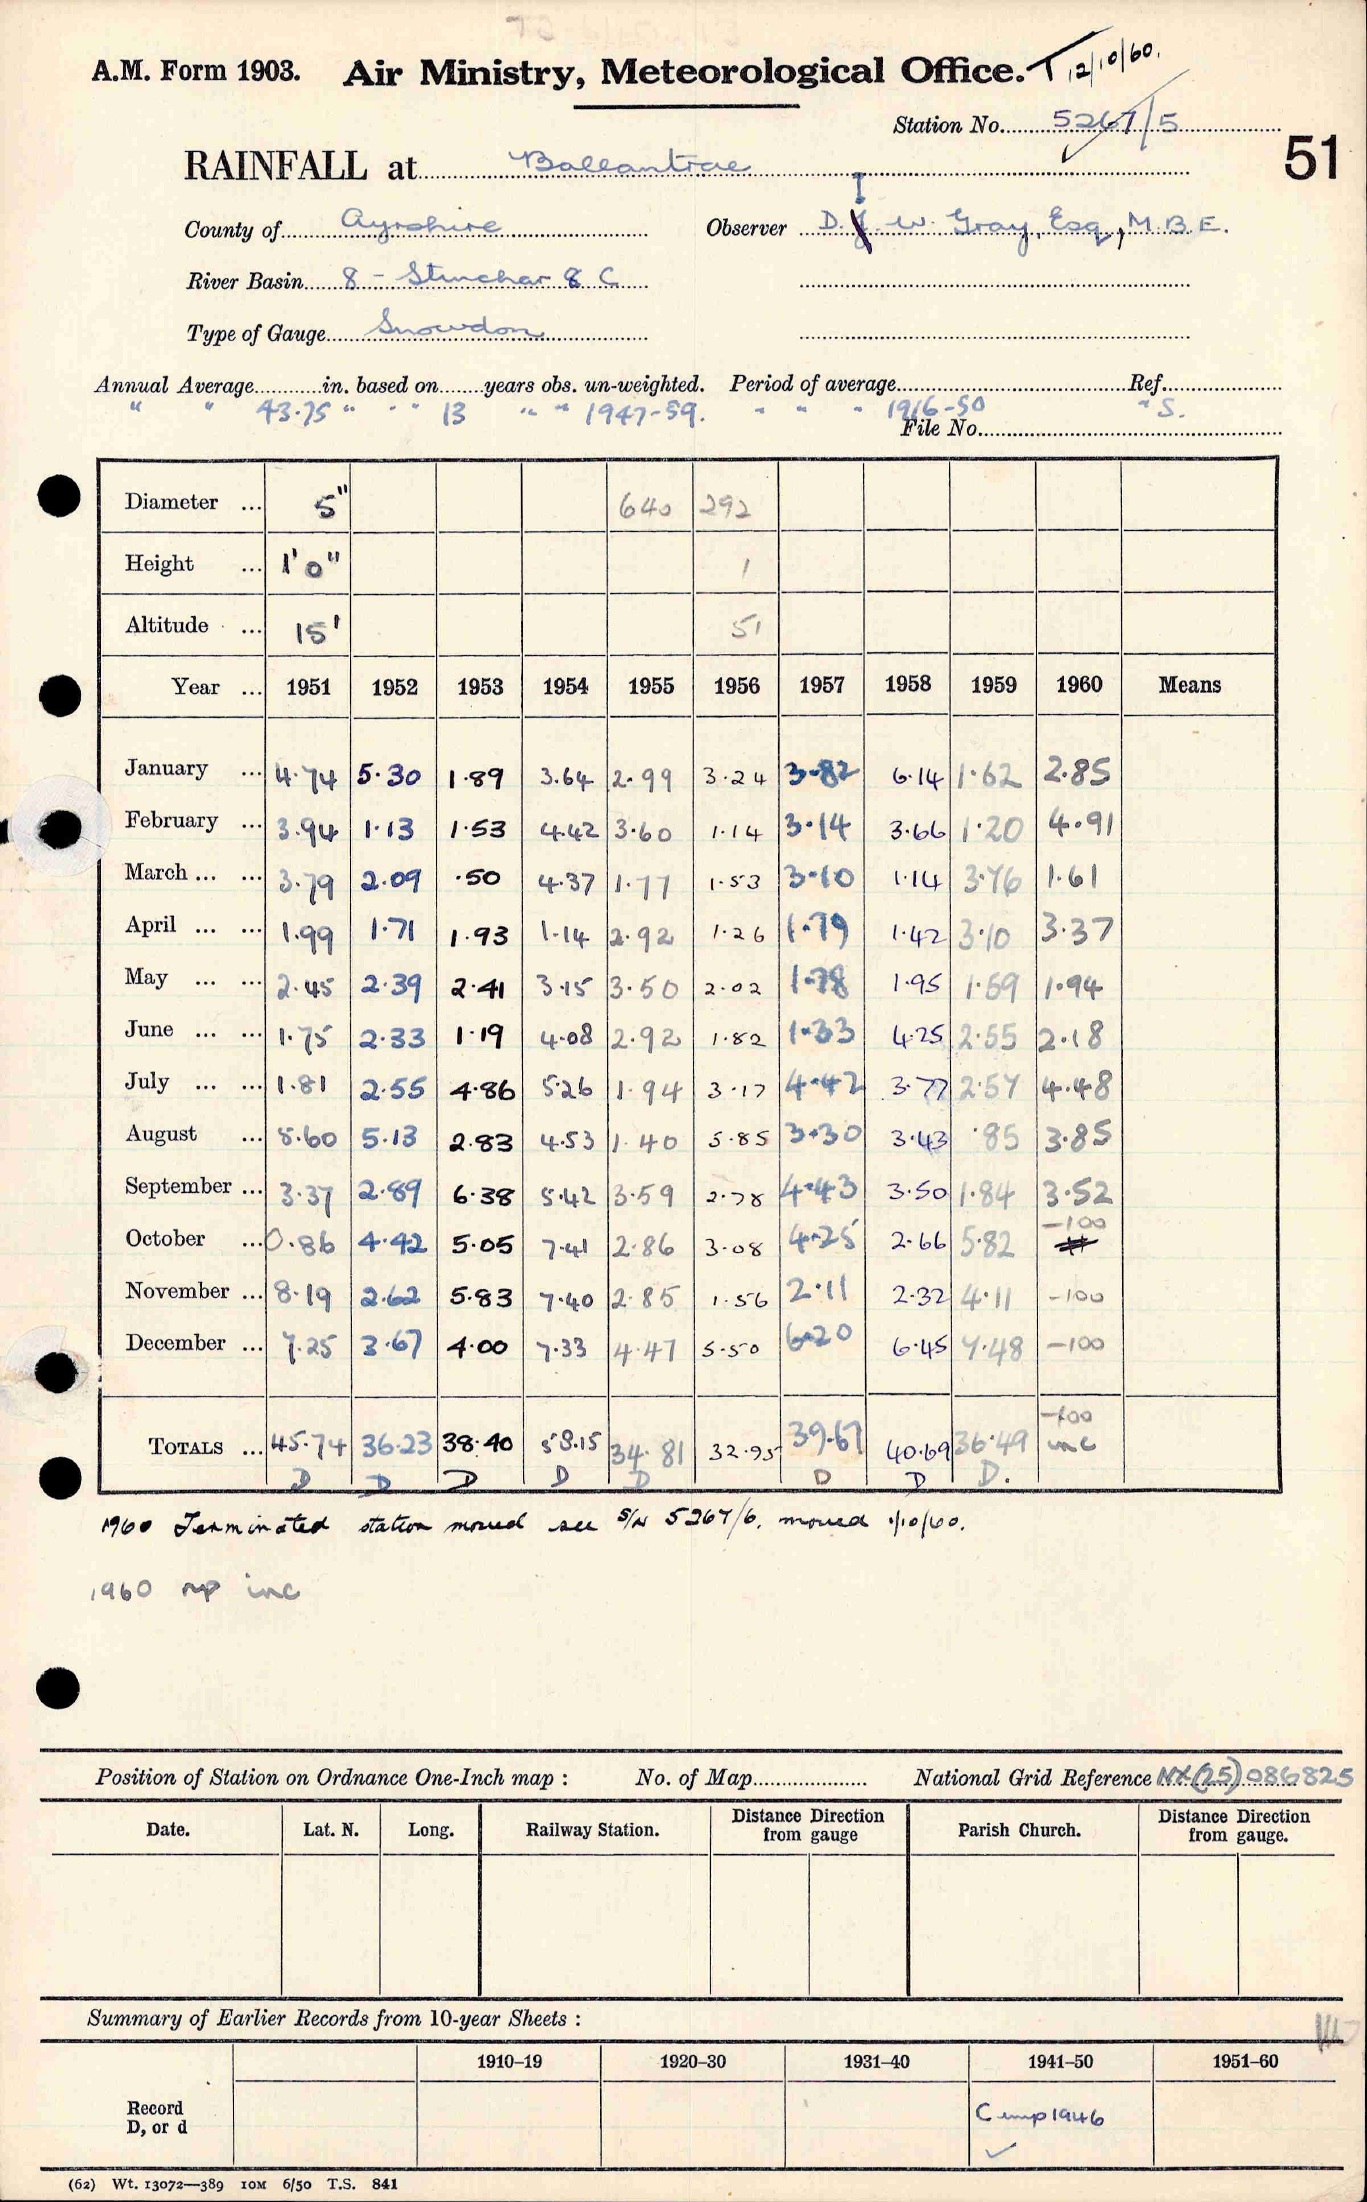 A.M. Form 1903. Air Ministry, Meteorological Office. T 12/10/60.
Station No. 5267/5
51
RAINFALL at Ballantrae
County of Ayrshire Observer D. I. W. Gray, Esq, M.B.E.
River Basin 8 - Stinchar & C
Type of Gauge Snowdon
Annual Average in. based on years obs. un-weighted. Period of average Ref.
" " 43.75 " " " 13 " " 1947-59. " " " 1916-50 " S.
File No.
Diameter ... 5" 640 292
Height ... 1'0" 1
Altitude ... 15' 51
Year ... 1951 1952 1953 1954 1955 1956 1957 1958 1959 1960 Means
January ... 4.74 5.30 1.89 3.64 2.99 3.24 3.82 6.14 1.62 2.85
February ... 3.94 1.13 1.53 4.42 3.60 1.14 3.14 3.66 1.20 4.91
March ... ... 3.79 2.09 .50 4.37 1.77 1.53 3.10 1.14 3.76 1.61
April ... ... 1.99 1.71 1.93 1.14 2.92 1.26 1.79 1.42 3.10 3.37
May ... ... 2.45 2.39 2.41 3.15 3.50 2.02 1.78 1.95 1.59 1.94
June ... ... 1.75 2.33 1.19 4.08 2.92 1.82 1.33 4.25 2.55 2.18
July ... ... 1.81 2.55 4.86 5.26 1.94 3.17 4.42 3.77 2.57 4.48
August ... 5.60 5.13 2.83 4.53 1.40 5.85 3.30 3.43 .85 3.85
September ... 3.37 2.89 6.38 5.42 3.59 2.78 4.43 3.50 1.84 3.52
October ... 0.86 4.42 5.05 7.41 2.86 3.08 4.25 2.66 5.82 -100
November ... 8.19 2.62 5.83 7.40 2.85 1.56 2.11 2.32 4.11 -100
December ... 7.25 3.67 4.00 7.33 4.47 5.50 6.20 6.45 7.48 -100
-100
TOTALS ... 45.74 36.23 38.40 58.15 34.81 32.95 39.67 40.69 36.49 inc
D D D D D D D D.
1960 Terminated station moved see S/N 5267/6. moved 1/10/60.
1960 np inc
Position of Station on Ordnance One-Inch map : No. of Map National Grid Reference NX(25)086825
Date. Lat. N. Long. Railway Station. Distance Direction from gauge Parish Church. Distance Direction from gauge.
Summary of Earlier Records from 10-year Sheets :
1910–19 1920–30 1931–40 1941–50 1951–60
Record D, or d C inp 1946
(62) Wt. 13072—389 10M 6/50 T.S. 841